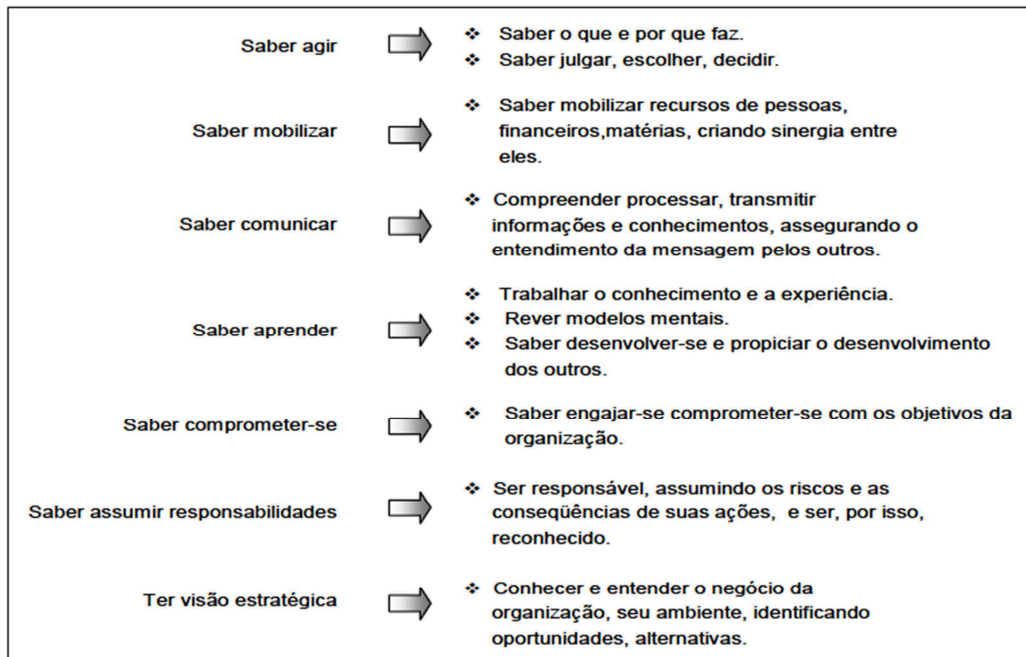 Saber agir
❖ Saber o que e por que faz.
❖ Saber julgar, escolher, decidir.
Saber mobilizar
❖ Saber mobilizar recursos de pessoas,
financeiros,matérias, criando sinergia entre
eles.
Saber comunicar
❖ Compreender processar, transmitir
informações e conhecimentos, assegurando o
entendimento da mensagem pelos outros.
Saber aprender
❖ Trabalhar o conhecimento e a experiência.
❖ Rever modelos mentais.
❖ Saber desenvolver-se e propiciar o desenvolvimento
dos outros.
Saber comprometer-se
❖ Saber engajar-se comprometer-se com os objetivos da
organização.
Saber assumir responsabilidades
❖ Ser responsável, assumindo os riscos e as
conseqüências de suas ações, e ser, por isso,
reconhecido.
Ter visão estratégica
❖ Conhecer e entender o negócio da
organização, seu ambiente, identificando
oportunidades, alternativas.